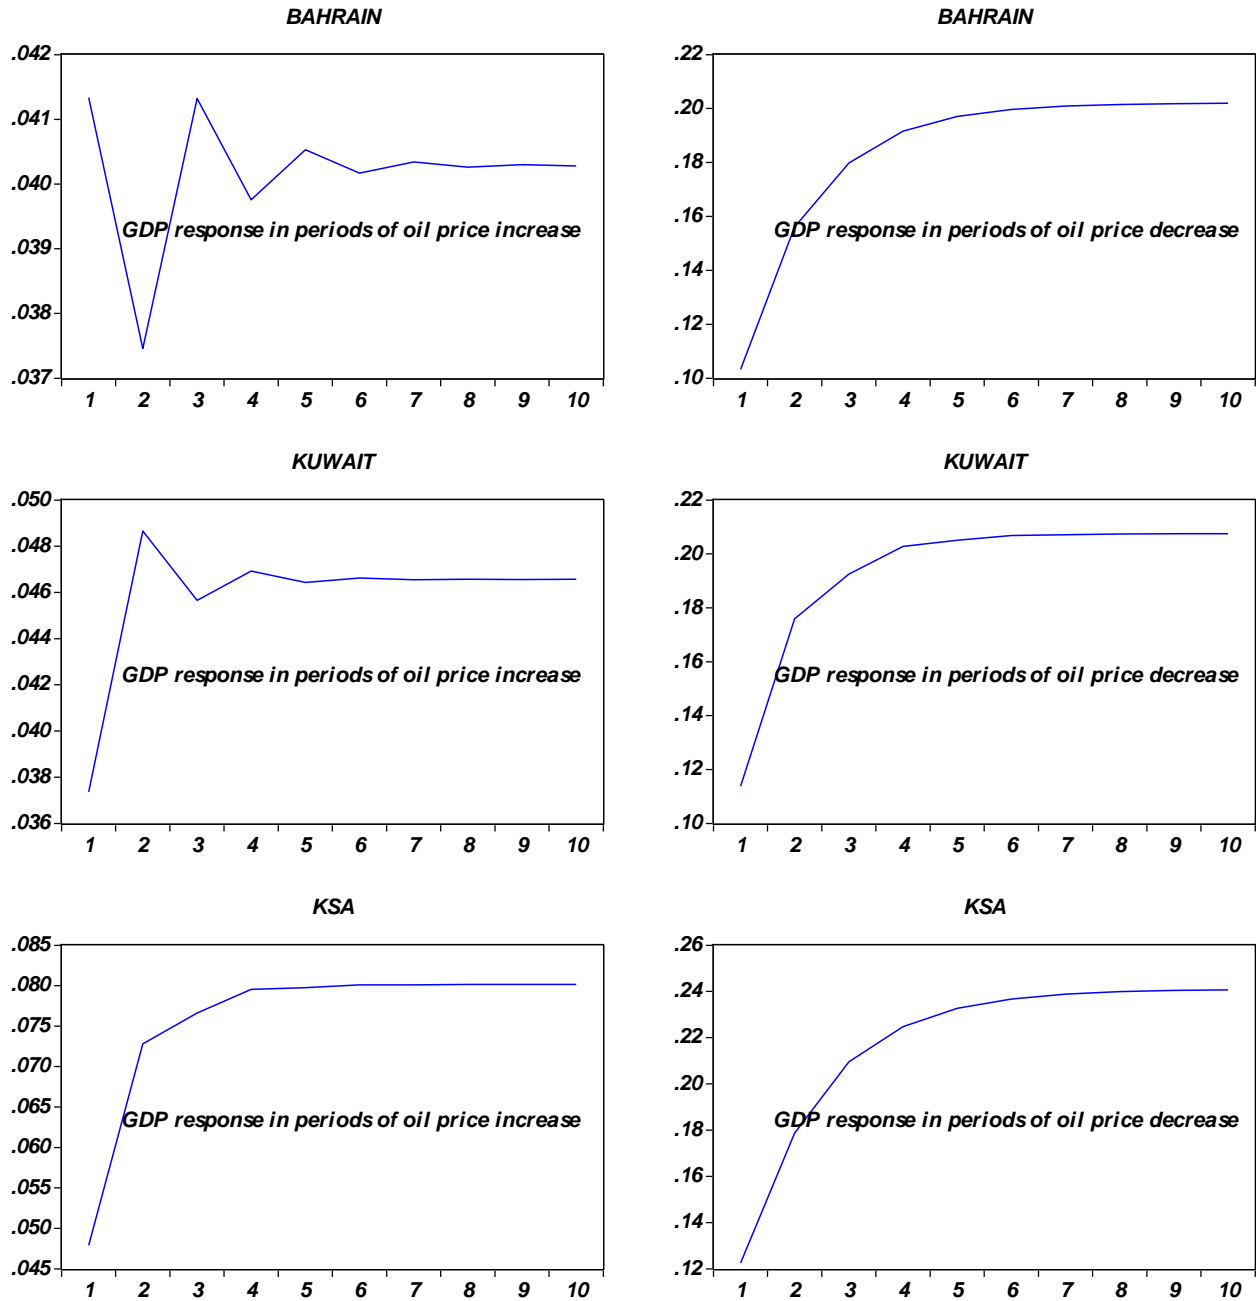 BAHRAIN
.042
.041
.040
.039
.038
.037
GDP response in periods of oil price increase
1 2 3 4 5 6 7 8 9 10
BAHRAIN
.22
.20
.18
.16
.14
.12
.10
GDP response in periods of oil price decrease
1 2 3 4 5 6 7 8 9 10
KUWAIT
.050
.048
.046
.044
.042
.040
.038
.036
GDP response in periods of oil price increase
1 2 3 4 5 6 7 8 9 10
KUWAIT
.22
.20
.18
.16
.14
.12
.10
GDP response in periods of oil price decrease
1 2 3 4 5 6 7 8 9 10
KSA
.085
.080
.075
.070
.065
.060
.055
.050
.045
GDP response in periods of oil price increase
1 2 3 4 5 6 7 8 9 10
KSA
.26
.24
.22
.20
.18
.16
.14
.12
GDP response in periods of oil price decrease
1 2 3 4 5 6 7 8 9 10